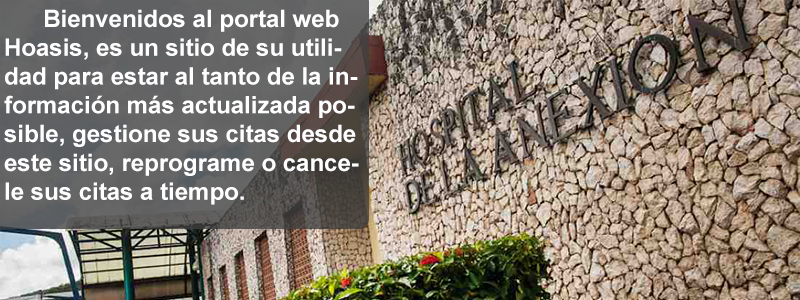 Bienvenidos al portal web
Hoasis, es un sitio de su utili-
dad para estar al tanto de la in-
formación más actualizada po-
sible, gestione sus citas desde
este sitio, reprograme o cance-
le sus citas a tiempo.
HOSPITAL
DE LA ANEXION